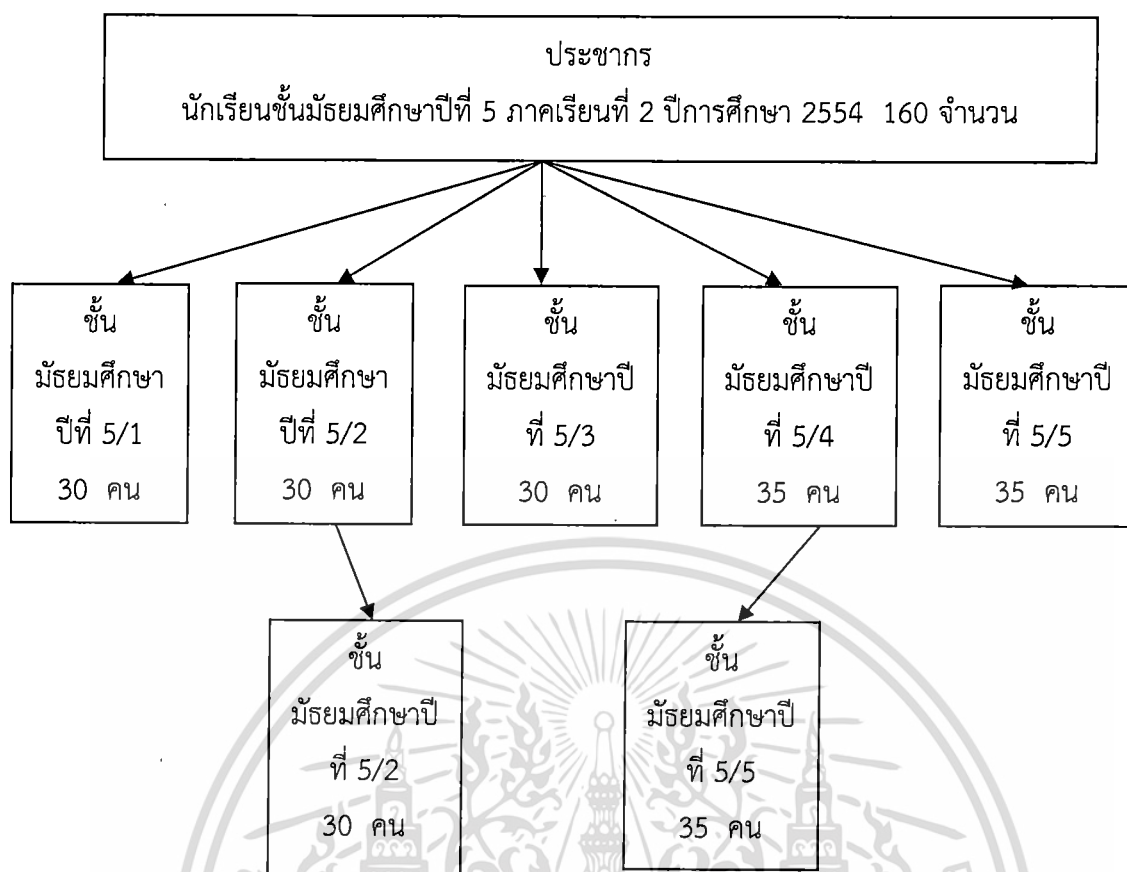 ประชากร
นักเรียนชั้นมัธยมศึกษาปีที่ 5 ภาคเรียนที่ 2 ปีการศึกษา 2554 160 จำนวน
ชั้น
มัธยมศึกษา
ปีที่ 5/1
30 คน
ชั้น
มัธยมศึกษา
ปีที่ 5/2
30 คน
ชั้น
มัธยมศึกษาปี
ที่ 5/3
30 คน
ชั้น
มัธยมศึกษาปี
ที่ 5/4
35 คน
ชั้น
มัธยมศึกษาปี
ที่ 5/5
35 คน
ชั้น
มัธยมศึกษาปี
ที่ 5/2
30 คน
ชั้น
มัธยมศึกษาปี
ที่ 5/5
35 คน